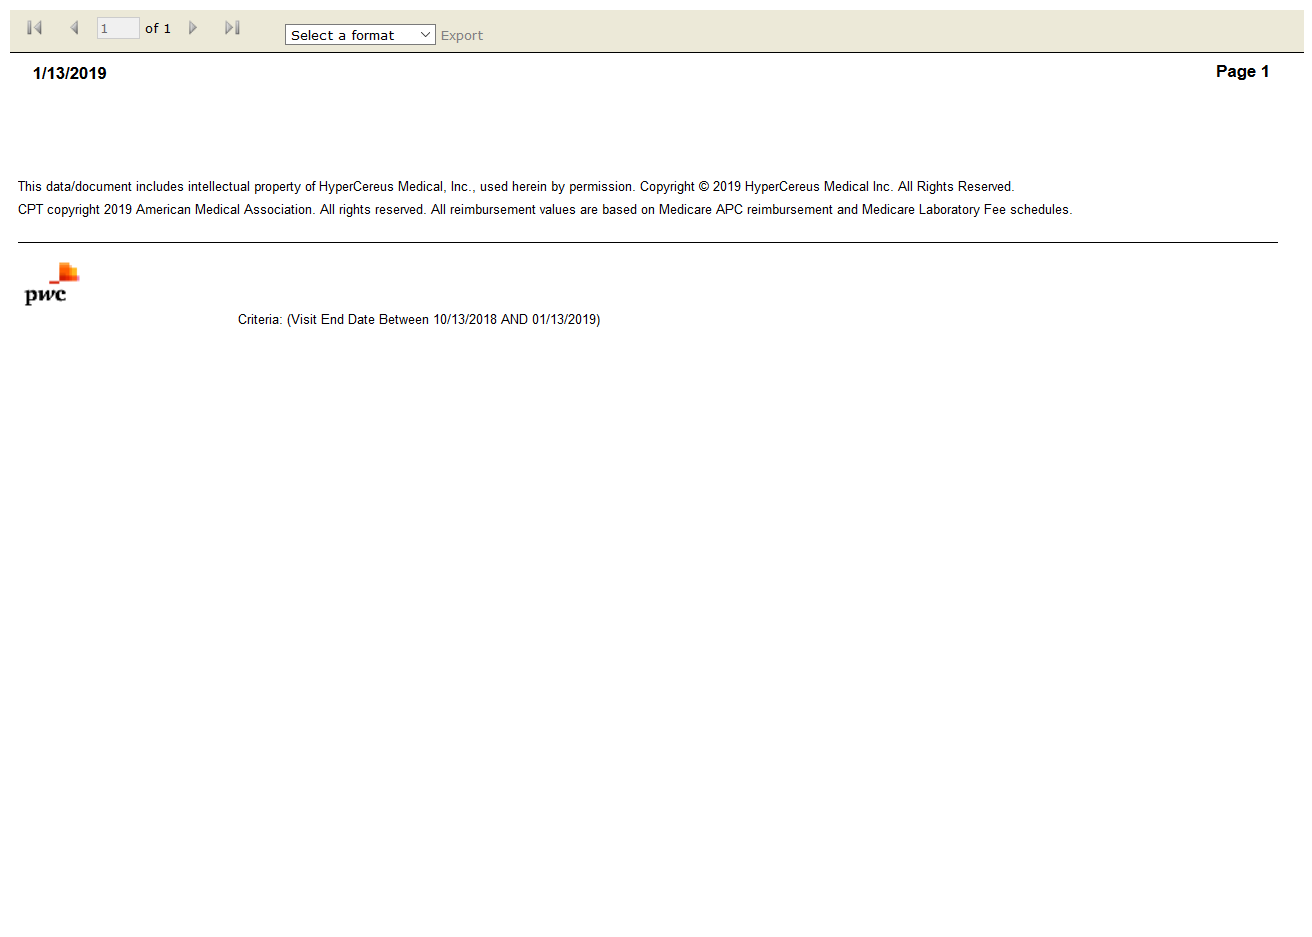 1 of 1 Select a format Export
1/13/2019 Page 1
This data/document includes intellectual property of HyperCereus Medical, Inc., used herein by permission. Copyright © 2019 HyperCereus Medical Inc. All Rights Reserved.
CPT copyright 2019 American Medical Association. All rights reserved. All reimbursement values are based on Medicare APC reimbursement and Medicare Laboratory Fee schedules.
pwc
Criteria: (Visit End Date Between 10/13/2018 AND 01/13/2019)